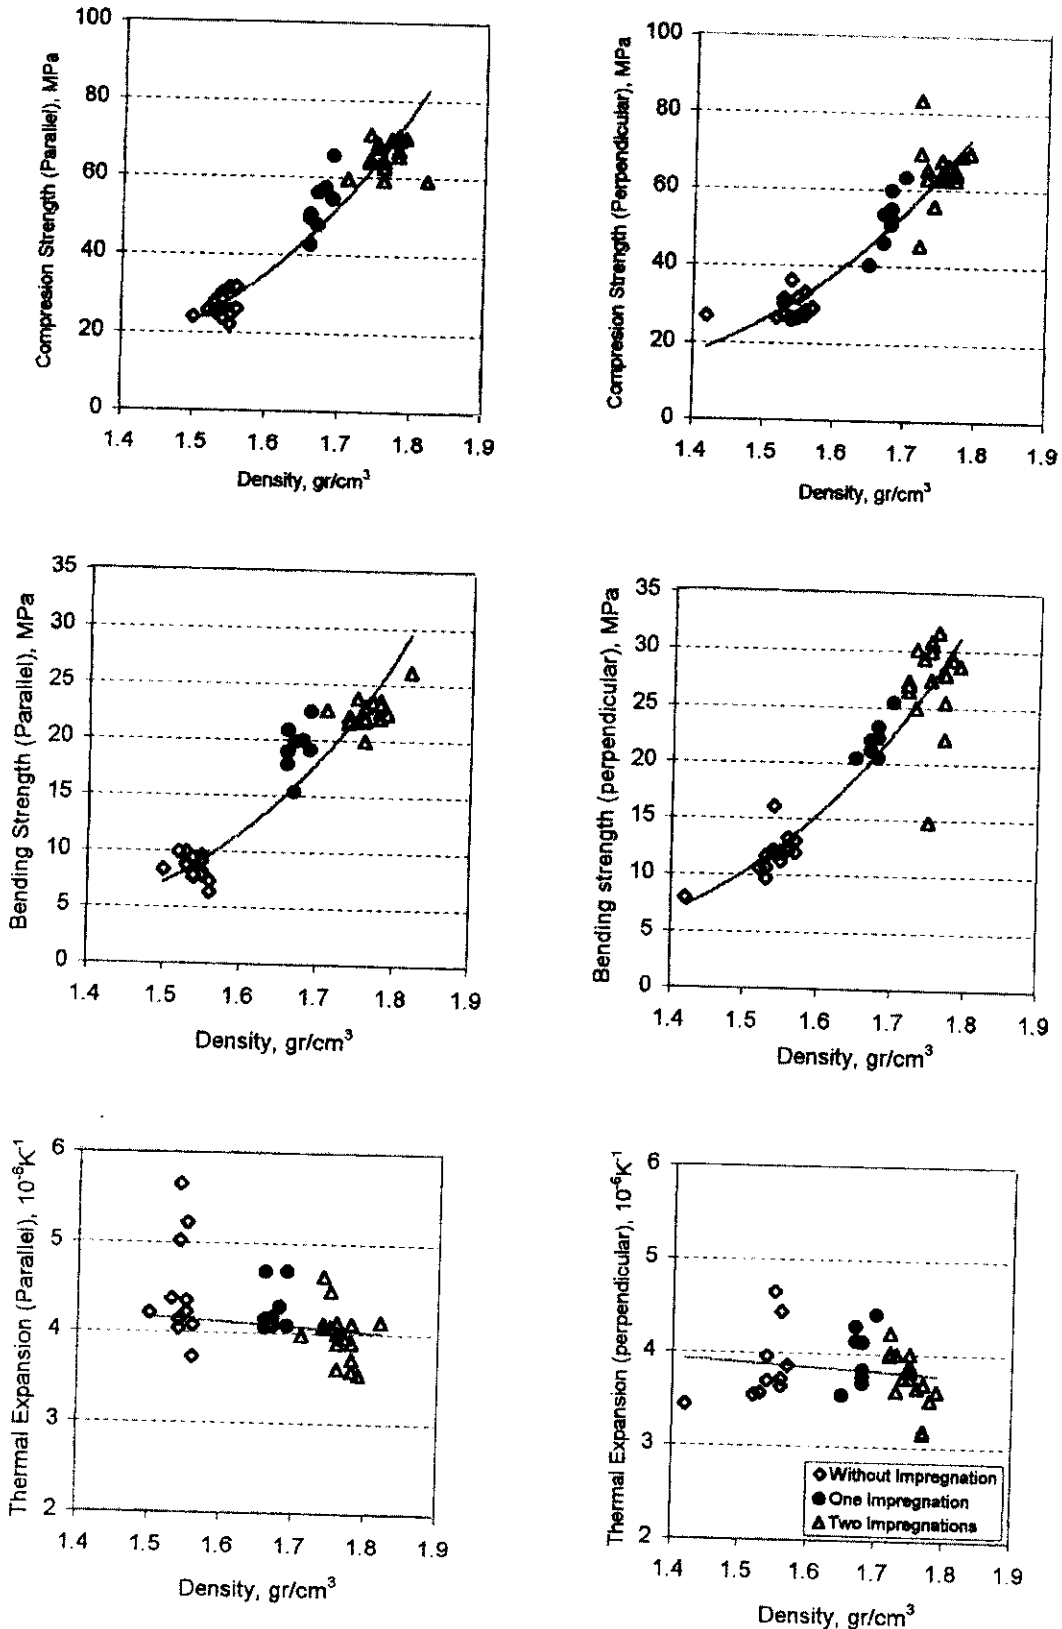 Compresion Strength (Parallel), MPa
100
80
60
40
20
0
1.4 1.5 1.6 1.7 1.8 1.9
Density, gr/cm³
Compresion Strength (Perpendicular), MPa
100
80
60
40
20
0
1.4 1.5 1.6 1.7 1.8 1.9
Density, gr/cm³
Bending Strength (Parallel), MPa
35
30
25
20
15
10
5
0
1.4 1.5 1.6 1.7 1.8 1.9
Density, gr/cm³
Bending strength (perpendicular), MPa
35
30
25
20
15
10
5
0
1.4 1.5 1.6 1.7 1.8 1.9
Density, gr/cm³
Thermal Expansion (Parallel), 10⁻⁶K⁻¹
6
5
4
3
2
1.4 1.5 1.6 1.7 1.8 1.9
Density, gr/cm³
Thermal Expansion (perpendicular), 10⁻⁶K⁻¹
6
5
4
3
2
Without Impregnation
One Impregnation
Two Impregnations
1.4 1.5 1.6 1.7 1.8 1.9
Density, gr/cm³